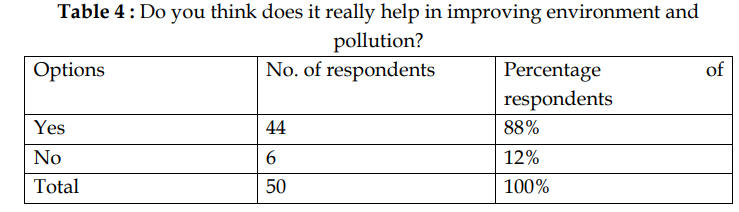 Table 4 : Do you think does it really help in improving environment and
pollution?
Options No. of respondents Percentage of
respondents
Yes 44 88%
No 6 12%
Total 50 100%